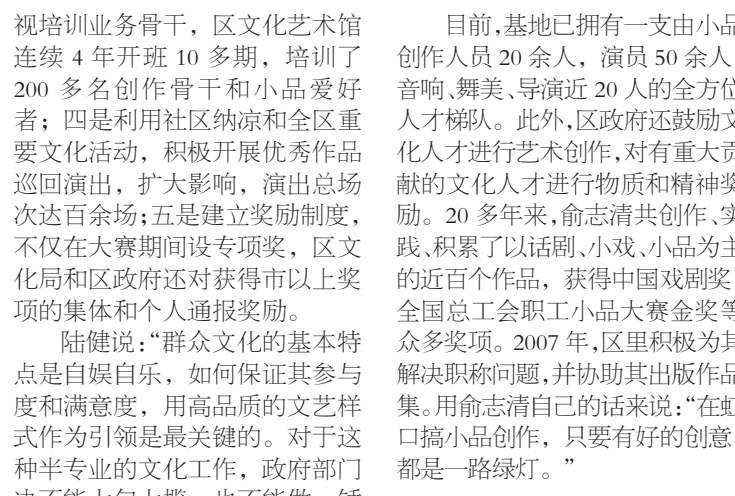 视培训业务骨干，区文化艺术馆
连续 4 年开班 10 多期，培训了
200 多名创作骨干和小品爱好
者；四是利用社区纳凉和全区重
要文化活动，积极开展优秀作品
巡回演出，扩大影响，演出总场
次达百余场；五是建立奖励制度，
不仅在大赛期间设专项奖，区文
化局和区政府还对获得市以上奖
项的集体和个人通报奖励。
陆健说：“群众文化的基本特
点是自娱自乐，如何保证其参与
度和满意度，用高品质的文艺样
式作为引领是最关键的。对于这
种半专业的文化工作，政府部门
目前，基地已拥有一支由小品
创作人员 20 余人，演员 50 余人
音响、舞美、导演近 20 人的全方位
人才梯队。此外，区政府还鼓励文
化人才进行艺术创作，对有重大贡
献的文化人才进行物质和精神奖
励。20 多年来，俞志清共创作、实
践、积累了以话剧、小戏、小品为主
的近百个作品，获得中国戏剧奖
全国总工会职工小品大赛金奖等
众多奖项。2007 年，区里积极为其
解决职称问题，并协助其出版作品
集。用俞志清自己的话来说：“在虹
口搞小品创作，只要有好的创意
都是一路绿灯。”